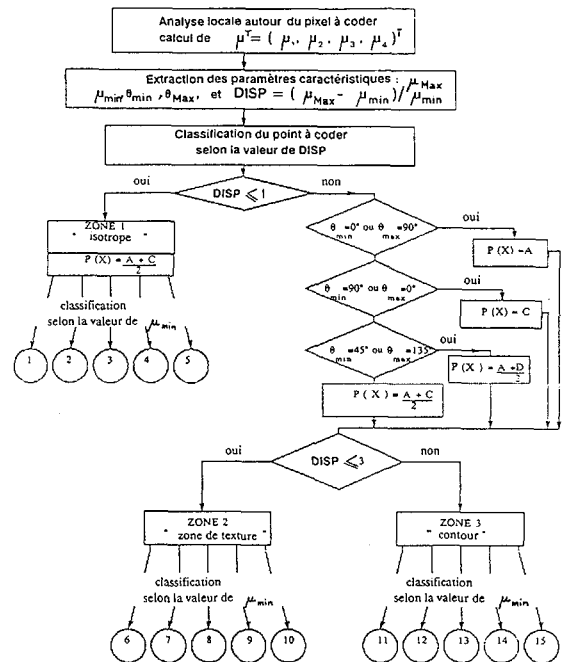 Analyse locale autour du pixel à coder
calcul de μᵀ= ( μ₁, μ₂, μ₃, μ₄ )ᵀ
Extraction des paramètres caractéristiques :
μmin, θmin, θMax, et DISP = ( μMax - μmin)/μMax μmin
Classification du point à coder
selon la valeur de DISP
oui
DISP ⩽ 1
non
ZONE 1
" isotrope "
P (X) = A + C / 2
classification
selon la valeur de μmin
1 2 3 4 5
θmin =0° ou θmax =90°
oui
P (X) = A
θmin =90° ou θmax =0°
oui
P (X) = C
θmin =45° ou θmax =135°
oui
P (X) = A + D / 2
P ( X ) = A + C / 2
oui
DISP ⩽ 3
non
ZONE 2
" zone de texture "
ZONE 3
" contour "
classification
selon la valeur de μmin
classification
selon la valeur de μmin
6 7 8 9 10
11 12 13 14 15